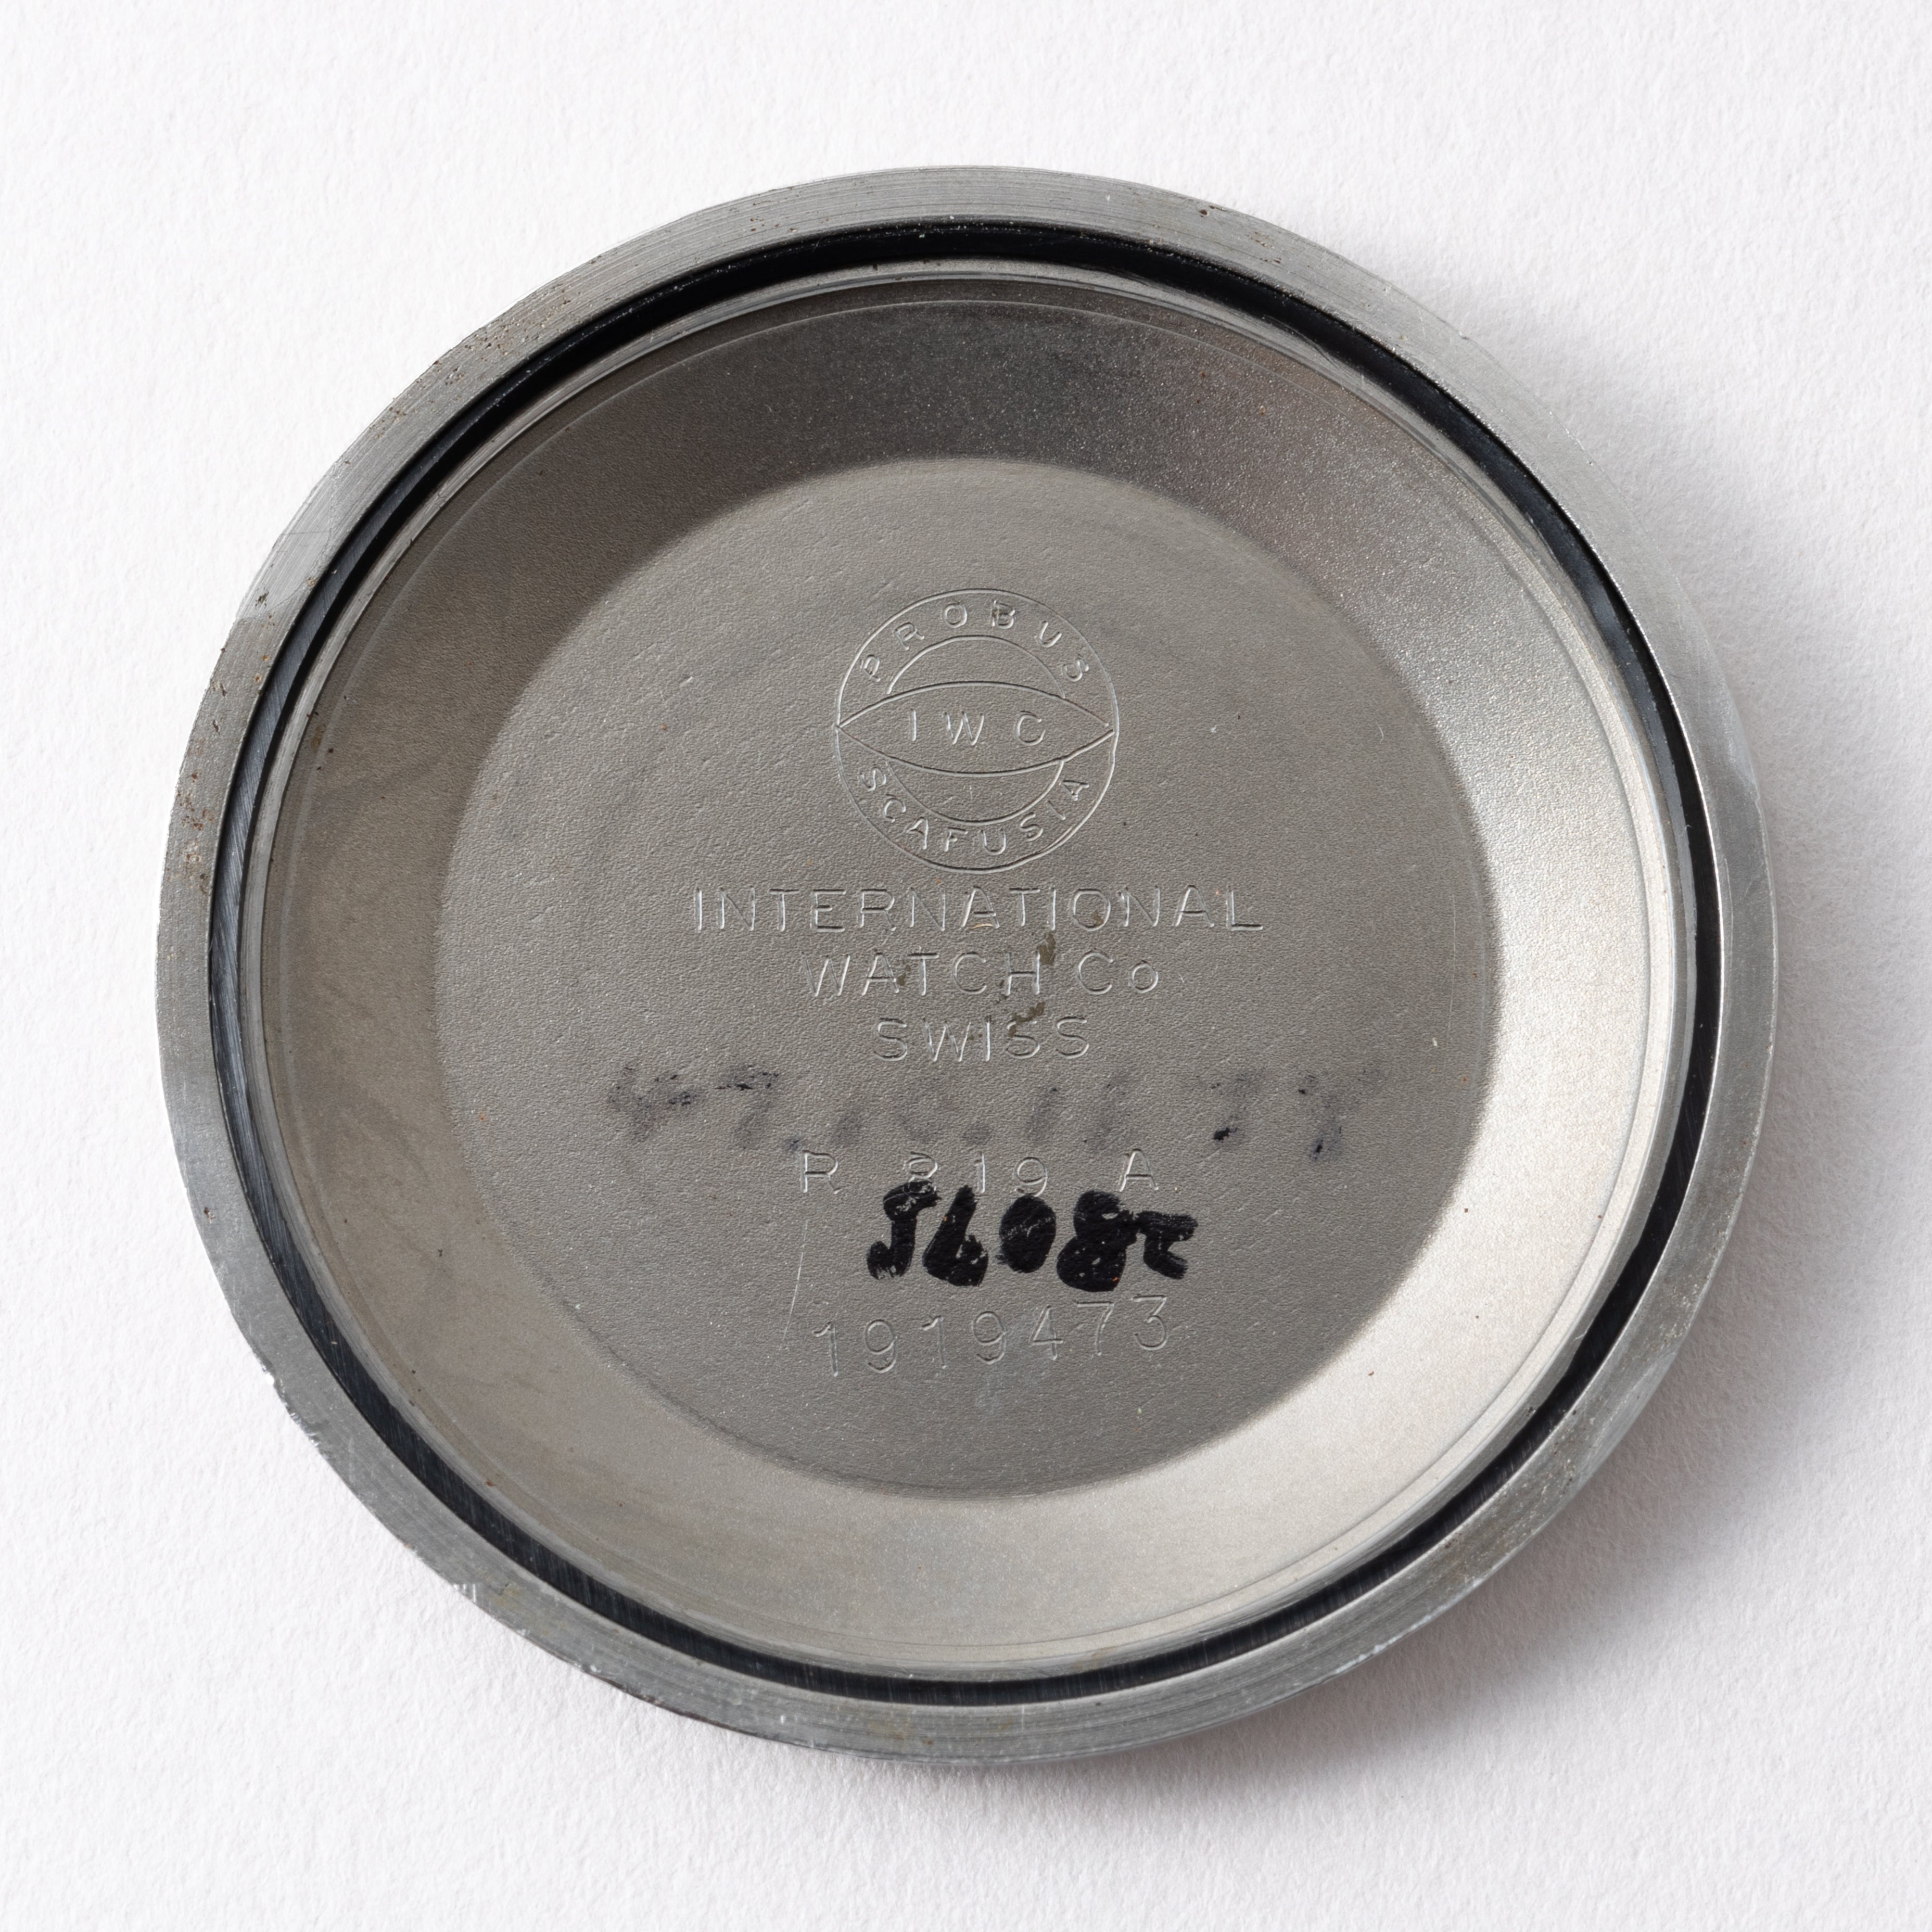 PROBUS
IWC
SCAFUSIA
INTERNATIONAL
WATCH Co
SWISS
R 819 A.
1919473